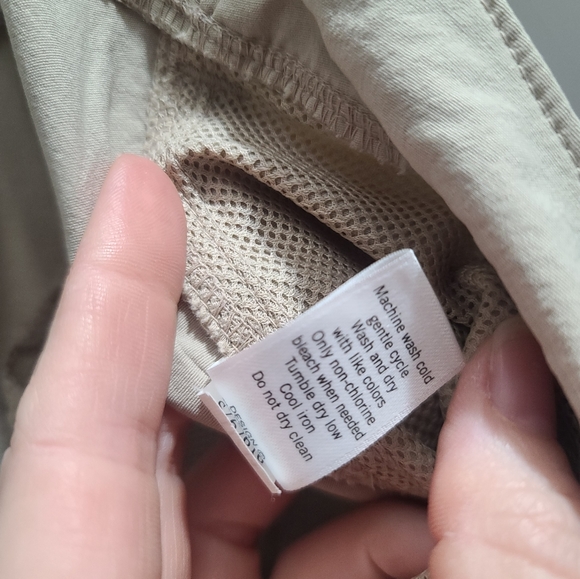 Machine wash cold
gentle cycle
Wash and dry
with like colors
Only non-chlorine
bleach when needed
Tumble dry low
Cool iron
Do not dry clean
DESIGN